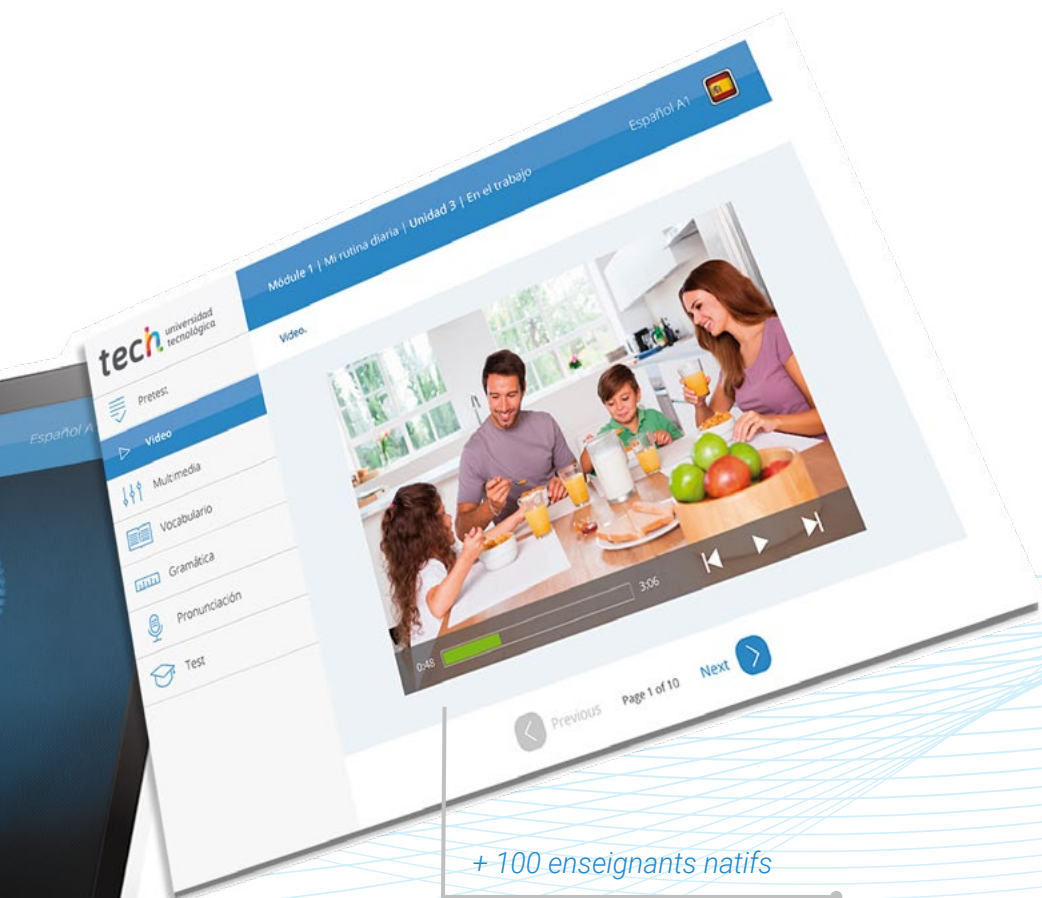 Español A1
Módule 1 | Mi rutina diaria | Unidad 3 | En el trabajo
tech universidad
tecnológica
Video.
Pretest
Video
Multimedia
Vocabulario
Gramática
Pronunciación
Test
0:48
3:06
Previous
Page 1 of 10
Next
Español A
+ 100 enseignants natifs